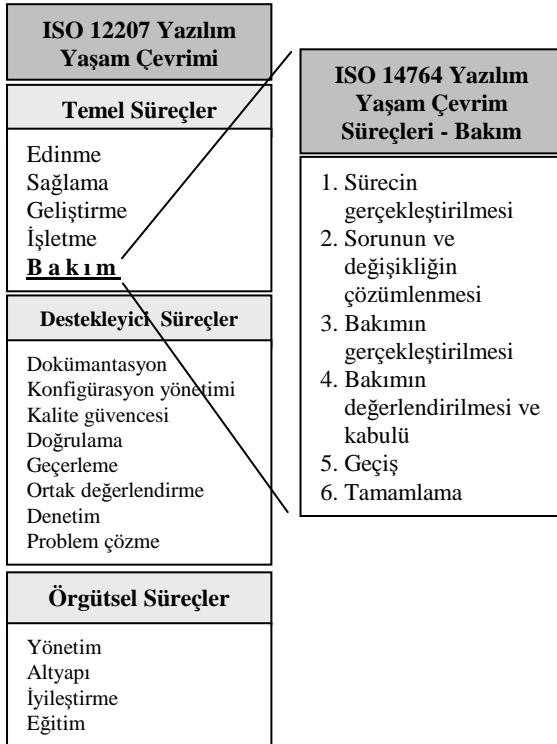 ISO 12207 Yazılım
Yaşam Çevrimi
Temel Süreçler
Edinme
Sağlama
Geliştirme
İşletme
Bakım
Destekleyici Süreçler
Dokümantasyon
Konfigürasyon yönetimi
Kalite güvencesi
Doğrulama
Geçerleme
Ortak değerlendirme
Denetim
Problem çözme
Örgütsel Süreçler
Yönetim
Altyapı
İyileştirme
Eğitim
ISO 14764 Yazılım
Yaşam Çevrim
Süreçleri - Bakım
1. Sürecin
gerçekleştirilmesi
2. Sorunun ve
değişikliğin
çözümlenmesi
3. Bakımın
gerçekleştirilmesi
4. Bakımın
değerlendirilmesi ve
kabulü
5. Geçiş
6. Tamamlama